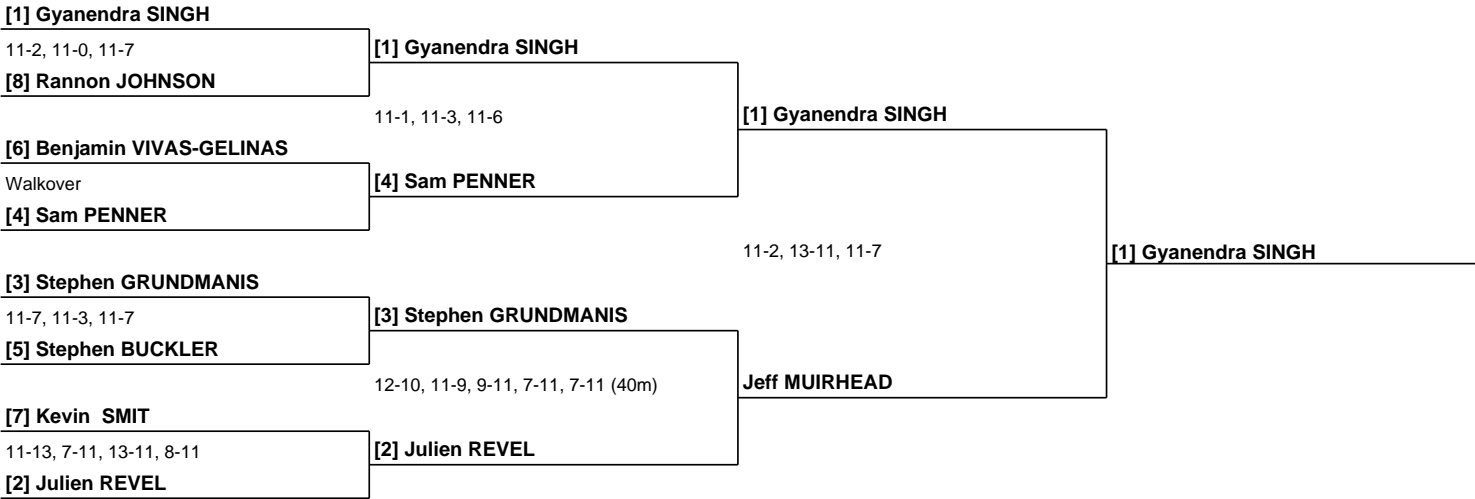 [1] Gyanendra SINGH
11-2, 11-0, 11-7
[8] Rannon JOHNSON
[6] Benjamin VIVAS-GELINAS
Walkover
[4] Sam PENNER
[3] Stephen GRUNDMANIS
11-7, 11-3, 11-7
[5] Stephen BUCKLER
[7] Kevin  SMIT
11-13, 7-11, 13-11, 8-11
[2] Julien REVEL
[1] Gyanendra SINGH
11-1, 11-3, 11-6
[4] Sam PENNER
[3] Stephen GRUNDMANIS
12-10, 11-9, 9-11, 7-11, 7-11 (40m)
[2] Julien REVEL
[1] Gyanendra SINGH
11-2, 13-11, 11-7
Jeff MUIRHEAD
[1] Gyanendra SINGH